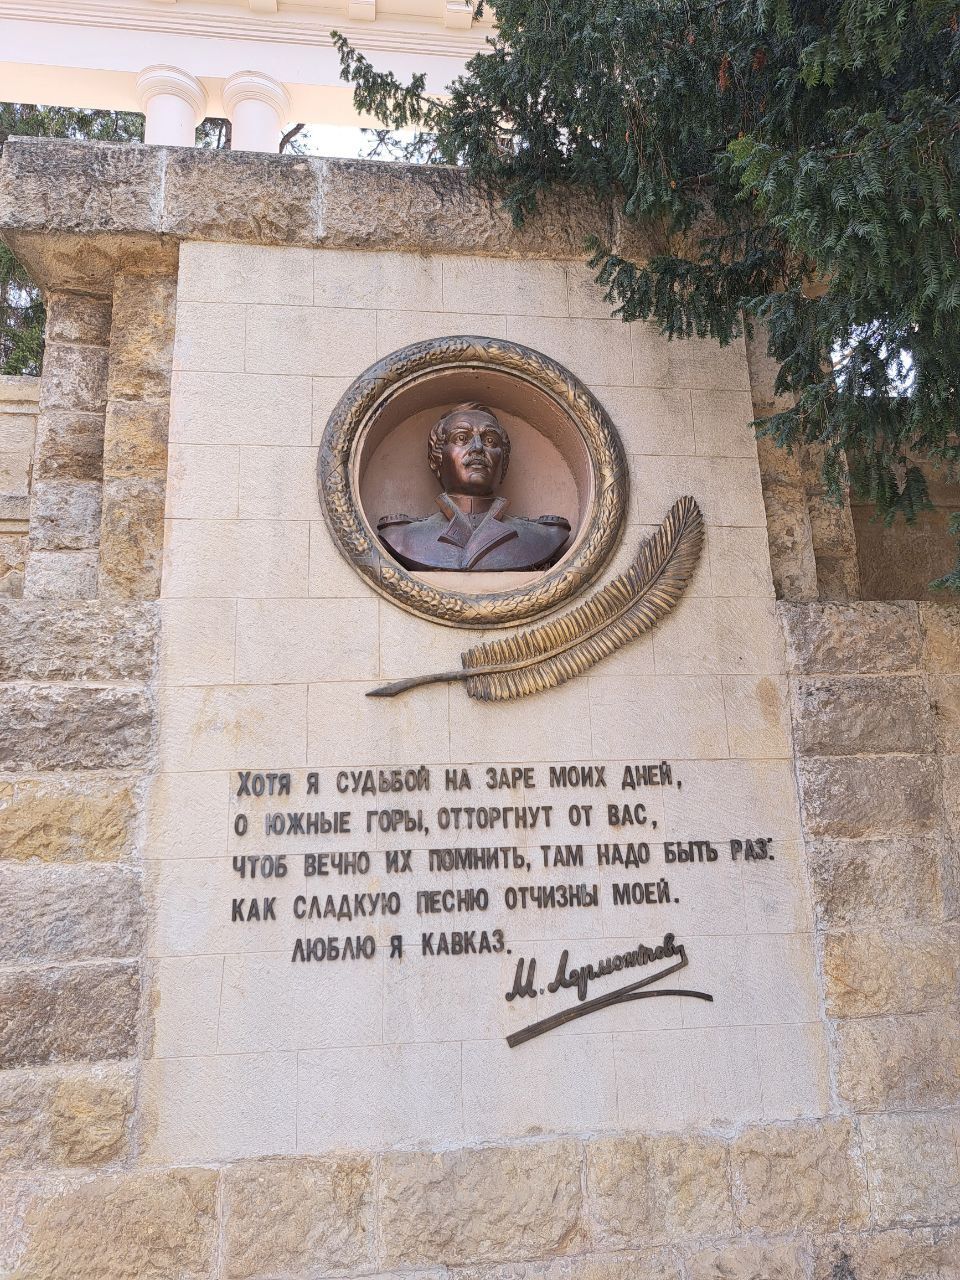 ХОТЯ Я СУДЬБОЙ НА ЗАРЕ МОИХ ДНЕЙ,
О ЮЖНЫЕ ГОРЫ, ОТТОРГНУТ ОТ ВАС,
ЧТОБ ВЕЧНО ИХ ПОМНИТЬ, ТАМ НАДО БЫТЬ РАЗ:
КАК СЛАДКУЮ ПЕСНЮ ОТЧИЗНЫ МОЕЙ.
ЛЮБЛЮ Я КАВКАЗ.
М. Лермонтовъ